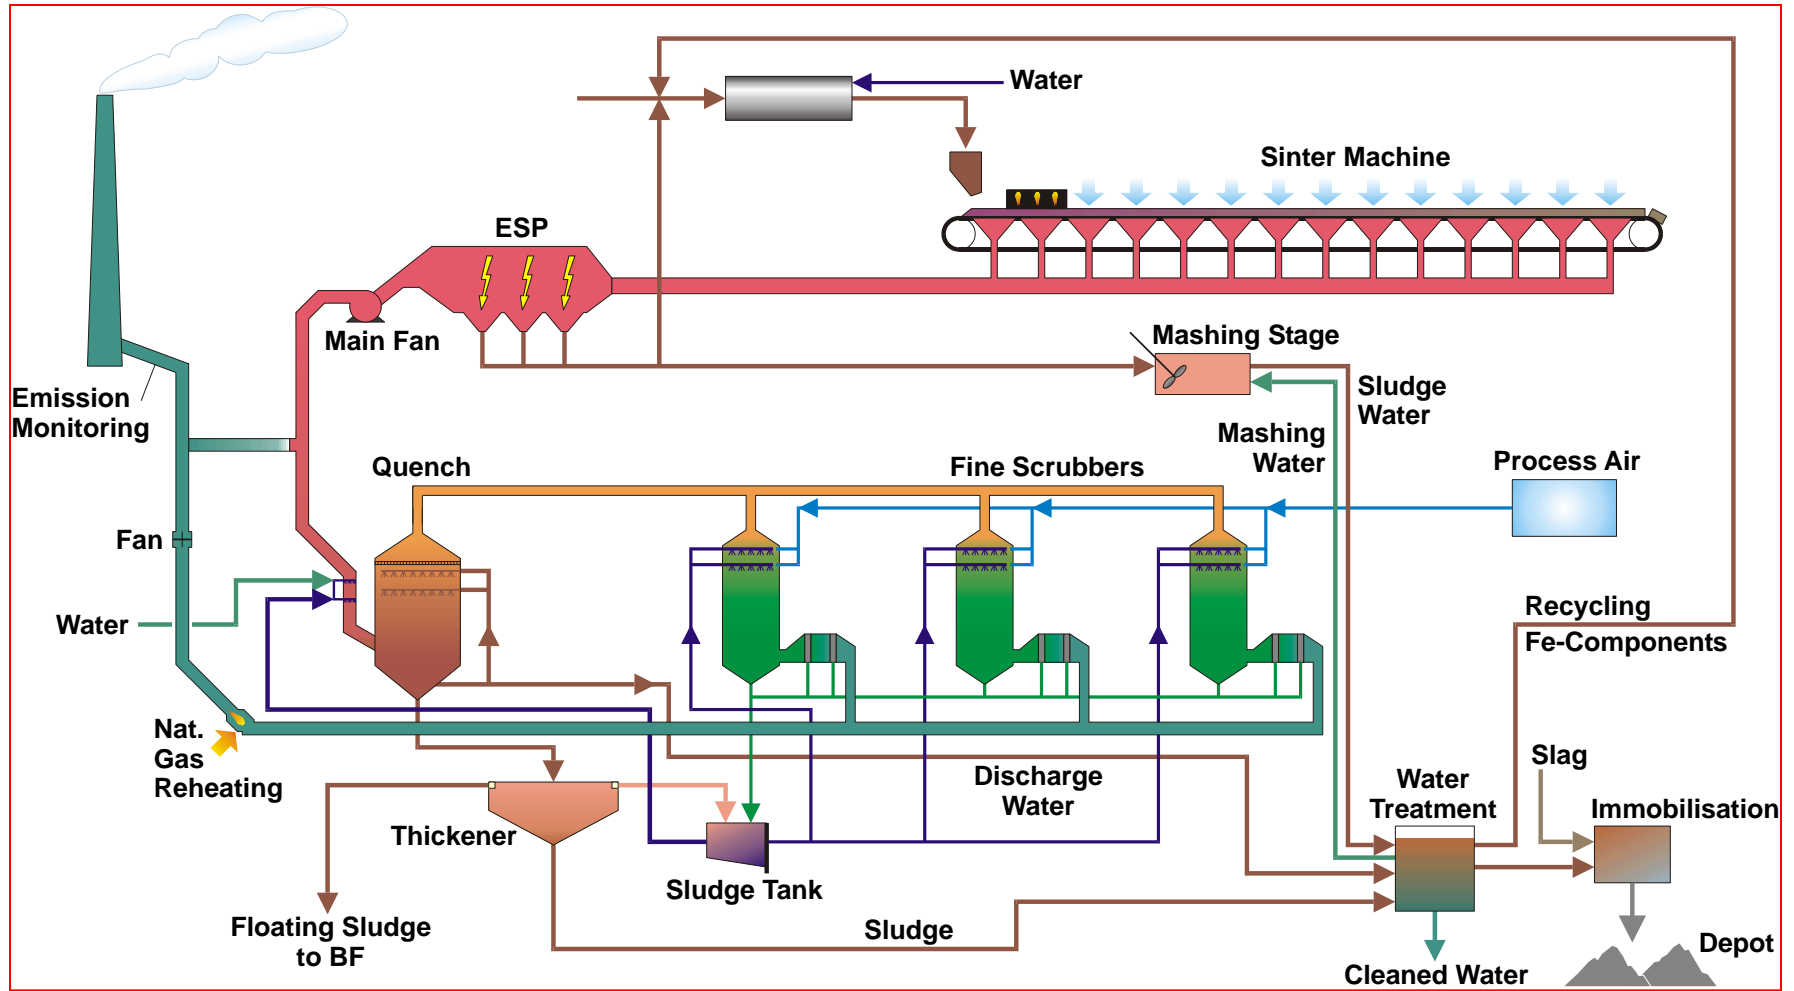 Water
Sinter Machine
ESP
Main Fan
Mashing Stage
Emission
Monitoring
Sludge
Water
Mashing
Water
Quench
Fine Scrubbers
Process Air
Fan
Water
Recycling
Fe-Components
Nat.
Gas
Reheating
Discharge
Water
Water
Treatment
Slag
Immobilisation
Thickener
Sludge Tank
Floating Sludge
to BF
Sludge
Depot
Cleaned Water